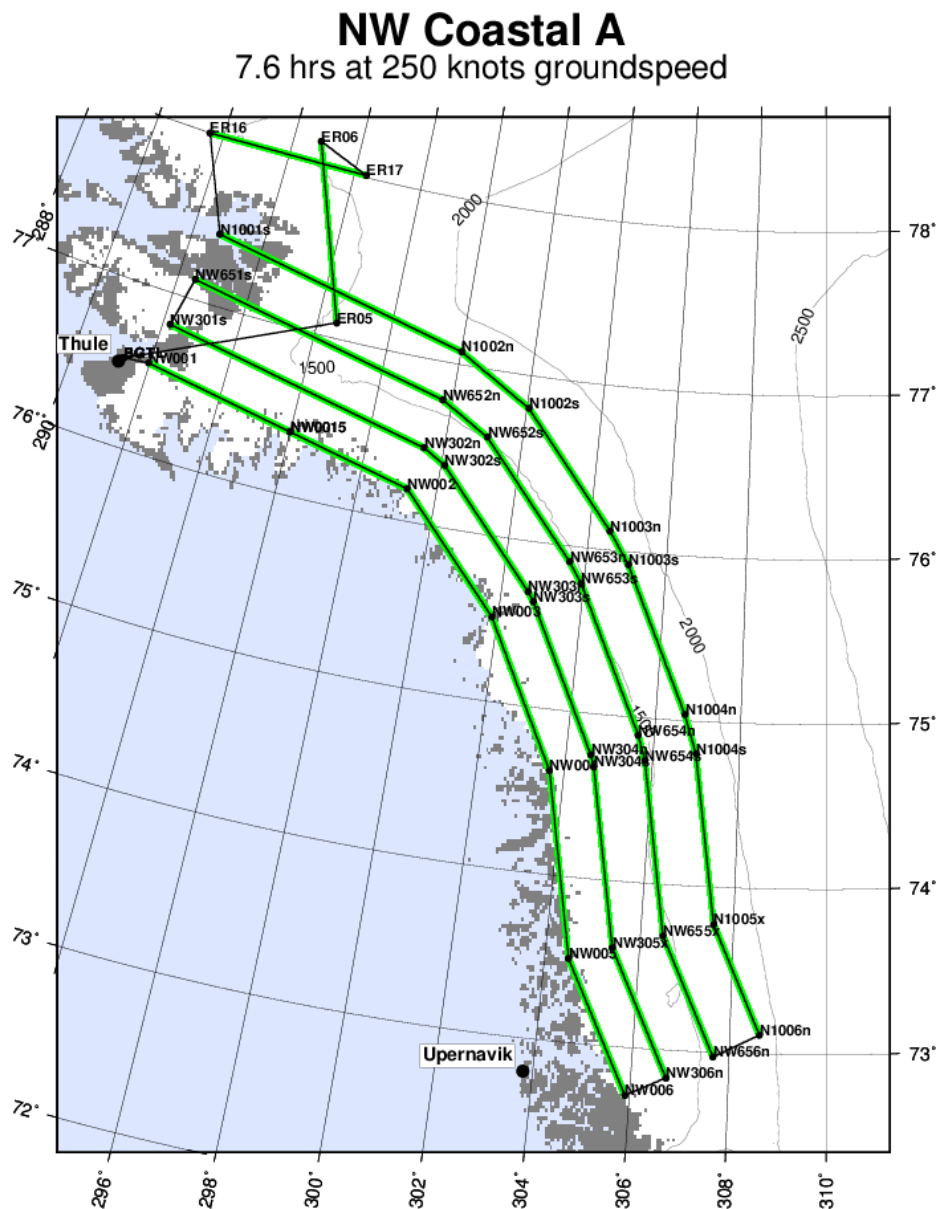 NW Coastal A
7.6 hrs at 250 knots groundspeed
ER16
ER06
ER17
2000
288°
77°
78°
N1001s
NW651s
2500
NW301s
ER05
Thule
BGTL
NW001
N1002n
1500
77°
NW652n
N1002s
76°
290
NW0015
NW652s
NW302n
NW302s
NW002
N1003n
76°
NW653n
N1003s
NW653s
75°
NW303n
NW303s
NW003
2000
N1004n
75°
NW654n
NW304n
N1004s
NW654s
NW304s
74°
74°
N1005x
NW655x
73°
NW305x
NW005
N1006n
Upernavik
NW656n
73°
NW306n
NW006
72°
296°
298°
300°
302°
304°
306°
308°
310°